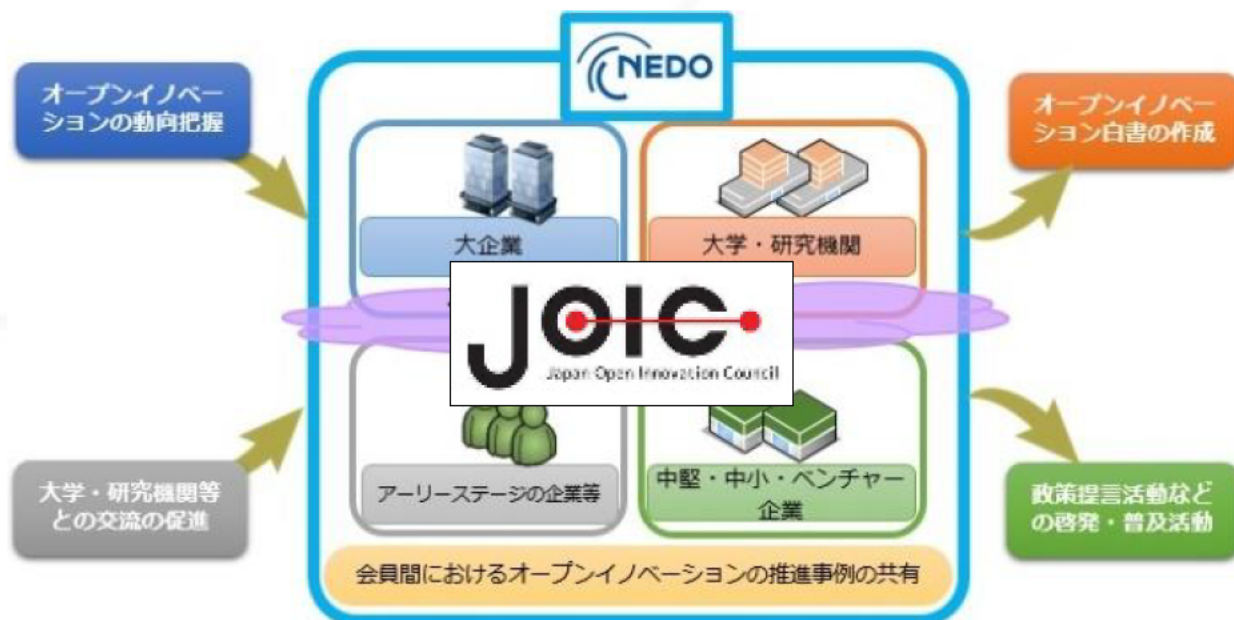 NEDO
オープンイノベー
ションの動向把握
オープンイノベー
ション白書の作成
大企業
大学・研究機関
JOIC
Japan Open Innovation Council
大学・研究機関等
との交流の促進
アーリーステージの企業等
中堅・中小・ベンチャー
企業
政策提言活動など
の啓発・普及活動
会員間におけるオープンイノベーションの推進事例の共有